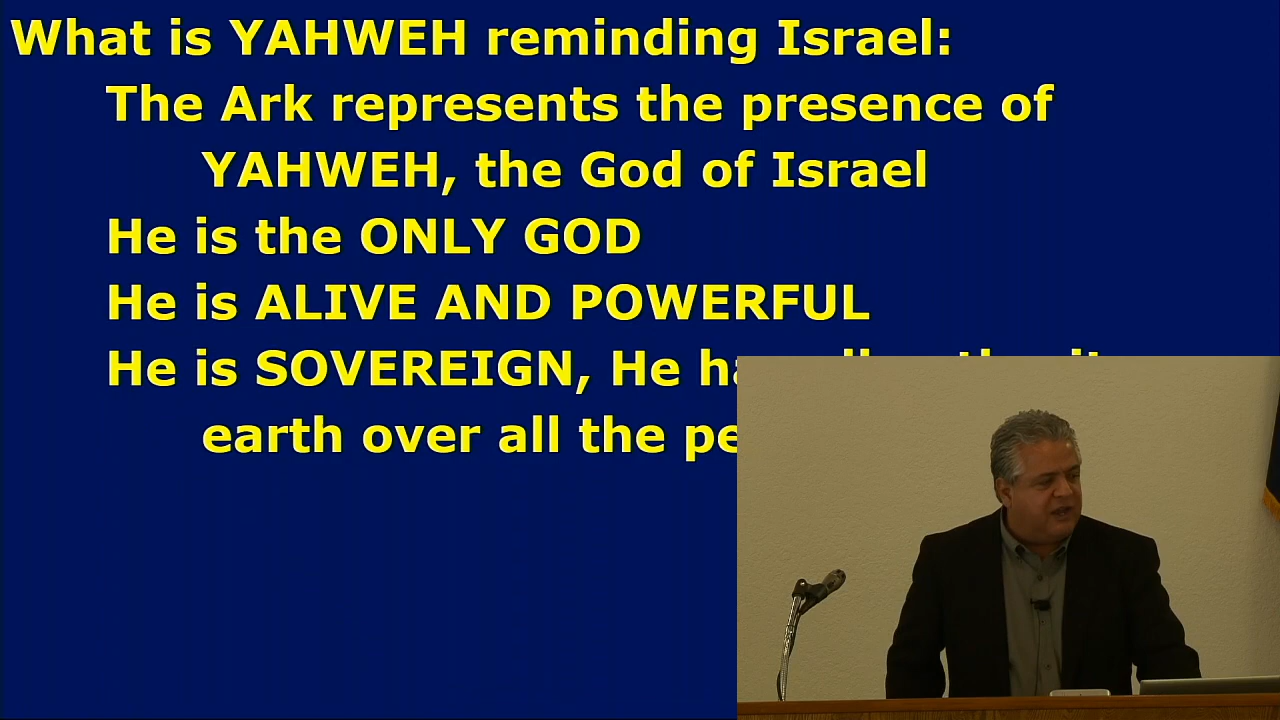 What is YAHWEH reminding Israel:
The Ark represents the presence of
YAHWEH, the God of Israel
He is the ONLY GOD
He is ALIVE AND POWERFUL
He is SOVEREIGN, He
earth over all the